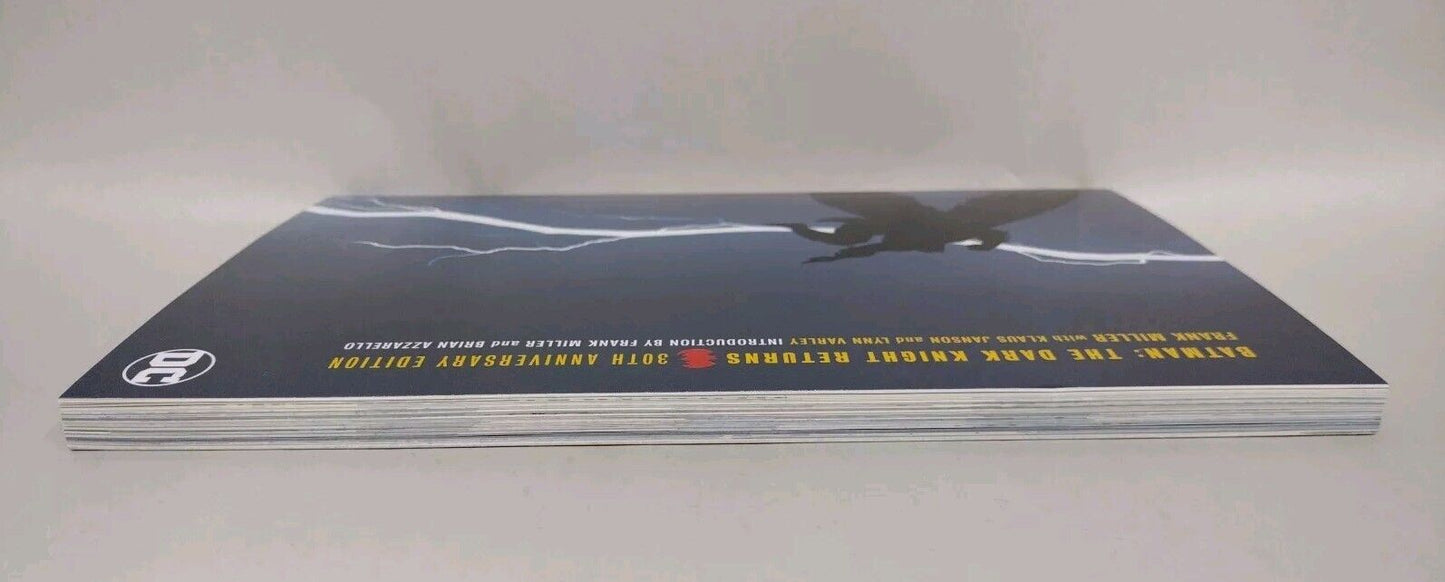 BATMAN: THE DARK KNIGHT RETURNS 30TH ANNIVERSARY EDITION
FRANK MILLER with KLAUS JANSON and LYNN VARLEY INTRODUCTION BY FRANK MILLER and BRIAN AZZARELLO
DC